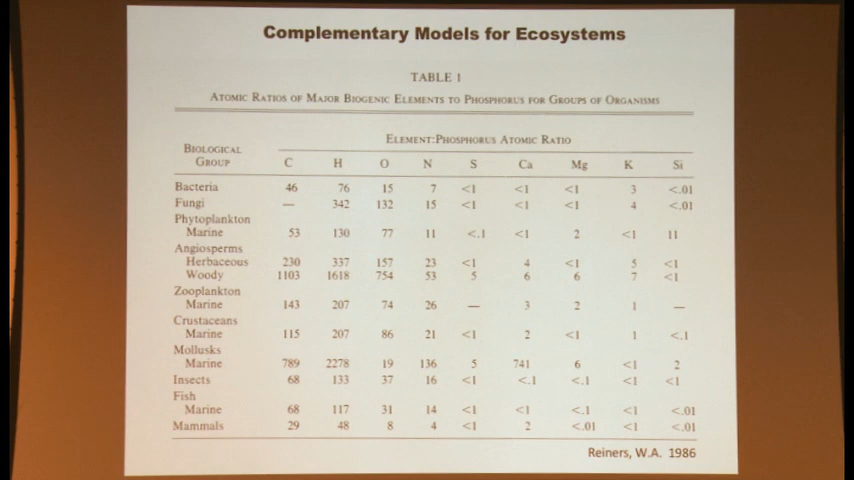 Complementary Models for Ecosystems
TABLE 1
ATOMIC RATIOS OF MAJOR BIOGENIC ELEMENTS TO PHOSPHORUS FOR GROUPS OF ORGANISMS
ELEMENT:PHOSPHORUS ATOMIC RATIO
BIOLOGICAL
GROUP C H O N S Ca Mg K Si
Bacteria 46 76 15 7 <1 <1 <1 3 <.01
Fungi — 342 132 15 <1 <1 <1 4 <.01
Phytoplankton
Marine 53 130 77 11 <.1 <1 2 <1 11
Angiosperms
Herbaceous 230 337 157 23 <1 4 <1 5 <1
Woody 1103 1618 754 53 5 6 6 7 <1
Zooplankton
Marine 143 207 74 26 — 3 2 1 —
Crustaceans
Marine 115 207 86 21 <1 2 <1 1 <.1
Mollusks
Marine 789 2278 19 136 5 741 6 <1 2
Insects 68 133 37 16 <1 <.1 <.1 <1 <1
Fish
Marine 68 117 31 14 <1 <1 <.1 <1 <.01
Mammals 29 48 8 4 <1 2 <.01 <1 <.01
Reiners, W.A. 1986